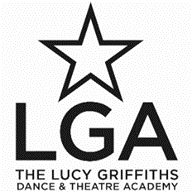 LGA
THE LUCY GRIFFITHS
DANCE & THEATRE ACADEMY